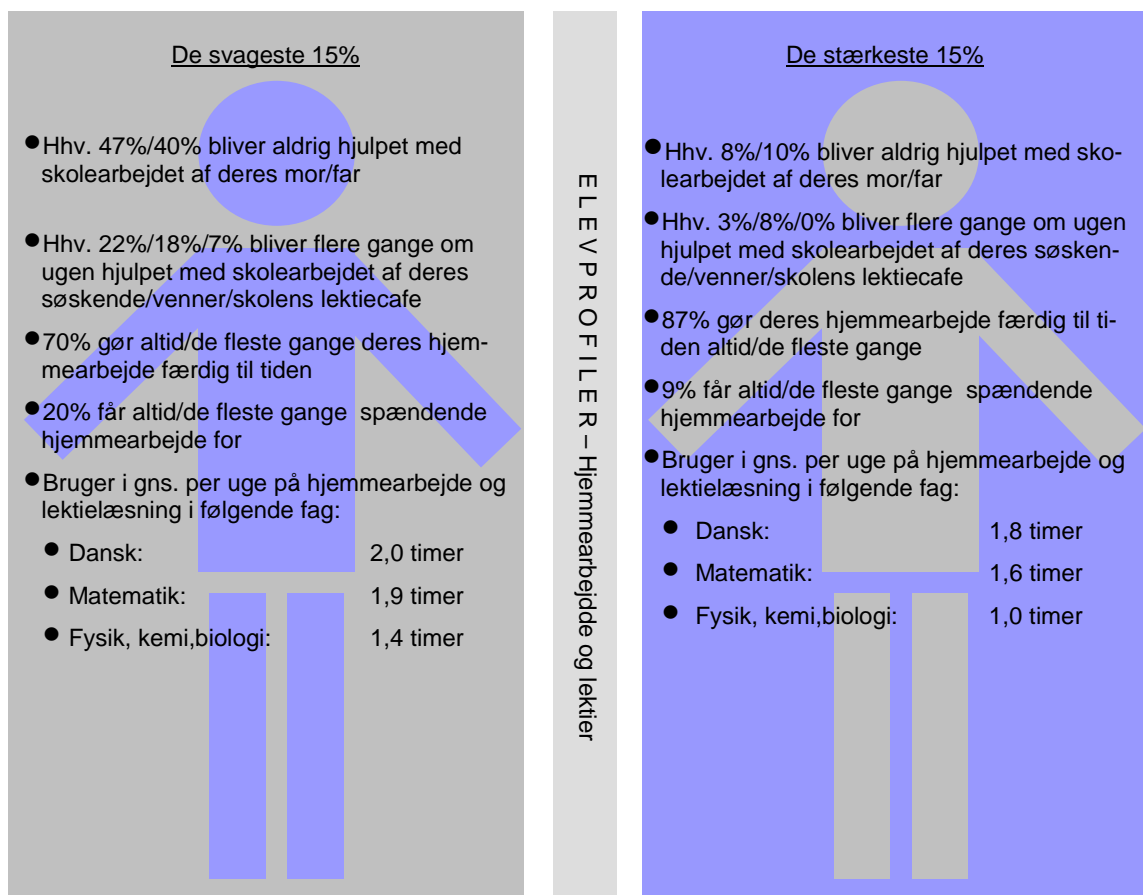 De svageste 15%
● Hhv. 47%/40% bliver aldrig hjulpet med
skolearbejdet af deres mor/far
● Hhv. 22%/18%/7% bliver flere gange om
ugen hjulpet med skolearbejdet af deres
søskende/venner/skolens lektiecafe
● 70% gør altid/de fleste gange deres hjem-
mearbejde færdig til tiden
● 20% får altid/de fleste gange spændende
hjemmearbejde for
● Bruger i gns. per uge på hjemmearbejde og
lektielæsning i følgende fag:
● Dansk: 2,0 timer
● Matematik: 1,9 timer
● Fysik, kemi,biologi: 1,4 timer
ELEVPROFILER – Hjemmearbejdde og lektier
De stærkeste 15%
● Hhv. 8%/10% bliver aldrig hjulpet med sko-
learbejdet af deres mor/far
● Hhv. 3%/8%/0% bliver flere gange om ugen
hjulpet med skolearbejdet af deres søsken-
de/venner/skolens lektiecafe
● 87% gør deres hjemmearbejde færdig til ti-
den altid/de fleste gange
● 9% får altid/de fleste gange spændende
hjemmearbejde for
● Bruger i gns. per uge på hjemmearbejde og
lektielæsning i følgende fag:
● Dansk: 1,8 timer
● Matematik: 1,6 timer
● Fysik, kemi,biologi: 1,0 timer